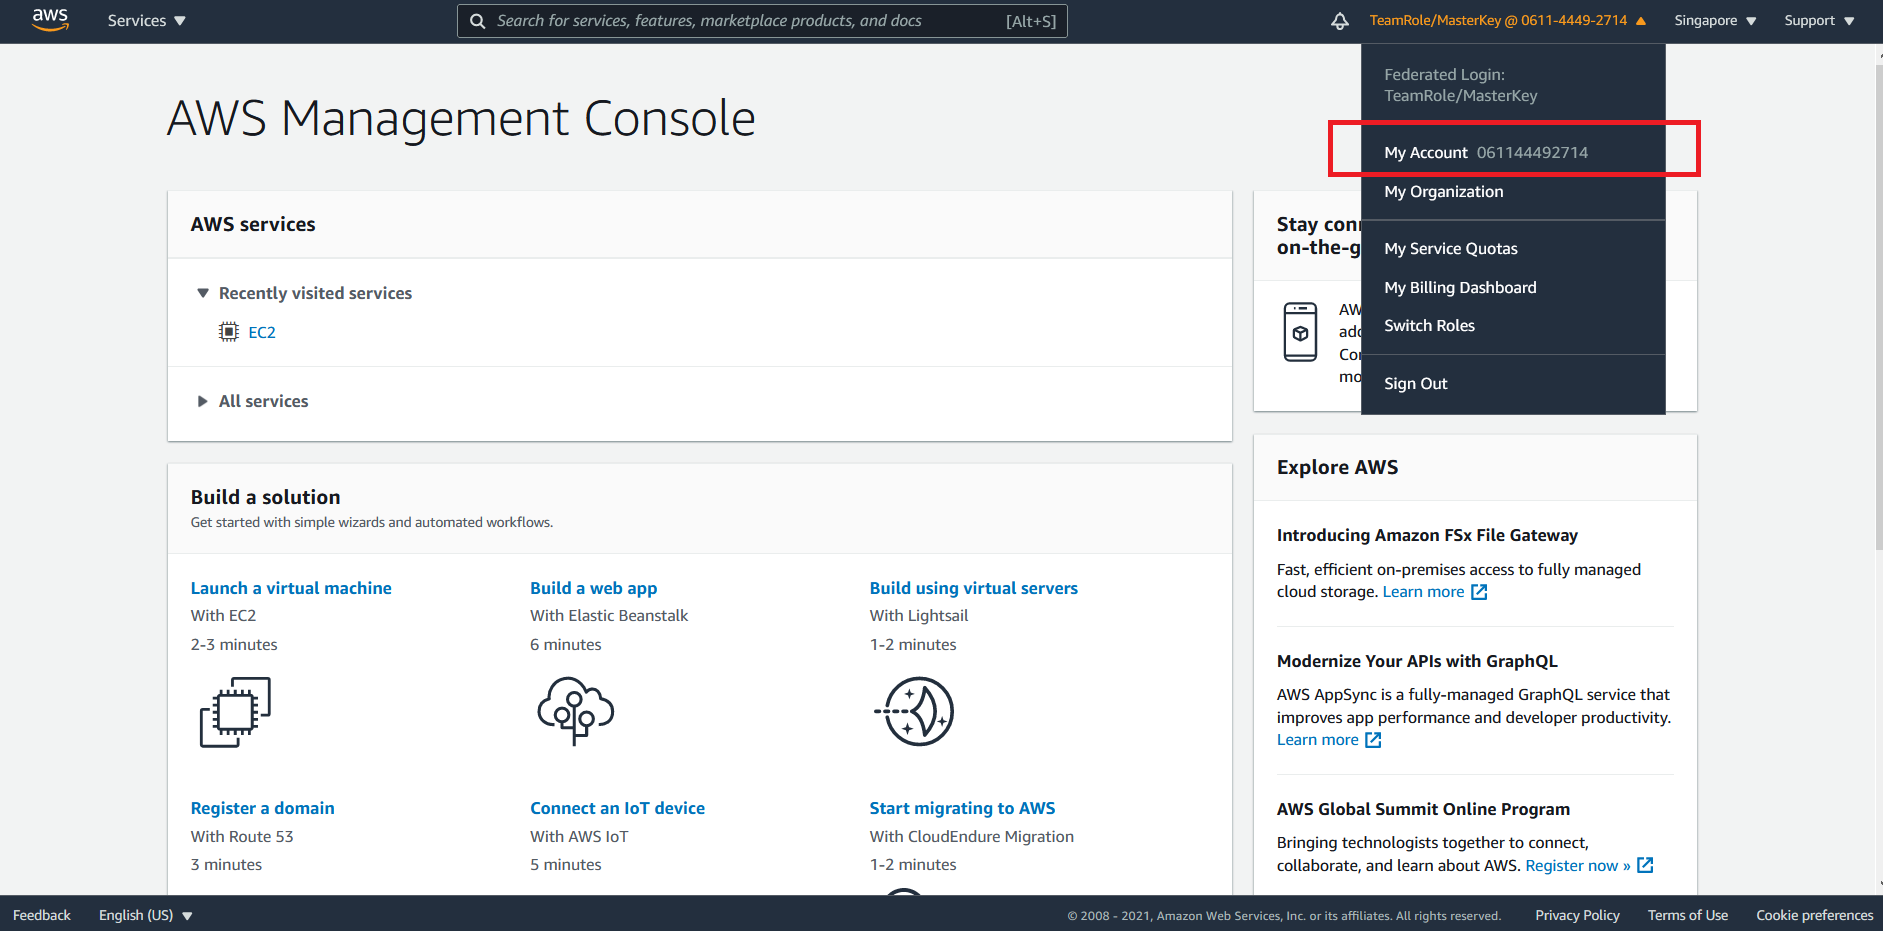 aws
Services
Search for services, features, marketplace products, and docs [Alt+S]
TeamRole/MasterKey @ 0611-4449-2714
Singapore
Support
Federated Login:
TeamRole/MasterKey
My Account 061144492714
My Organization
My Service Quotas
My Billing Dashboard
Switch Roles
Sign Out
AWS Management Console
AWS services
Recently visited services
EC2
All services
Stay con
on-the-g
AW
add
Co
mo
Build a solution
Get started with simple wizards and automated workflows.
Launch a virtual machine
With EC2
2-3 minutes
Build a web app
With Elastic Beanstalk
6 minutes
Build using virtual servers
With Lightsail
1-2 minutes
Register a domain
With Route 53
3 minutes
Connect an IoT device
With AWS IoT
5 minutes
Start migrating to AWS
With CloudEndure Migration
1-2 minutes
Explore AWS
Introducing Amazon FSx File Gateway
Fast, efficient on-premises access to fully managed
cloud storage. Learn more
Modernize Your APIs with GraphQL
AWS AppSync is a fully-managed GraphQL service that
improves app performance and developer productivity.
Learn more
AWS Global Summit Online Program
Bringing technologists together to connect,
collaborate, and learn about AWS. Register now »
Feedback
English (US)
© 2008 - 2021, Amazon Web Services, Inc. or its affiliates. All rights reserved.
Privacy Policy
Terms of Use
Cookie preferences